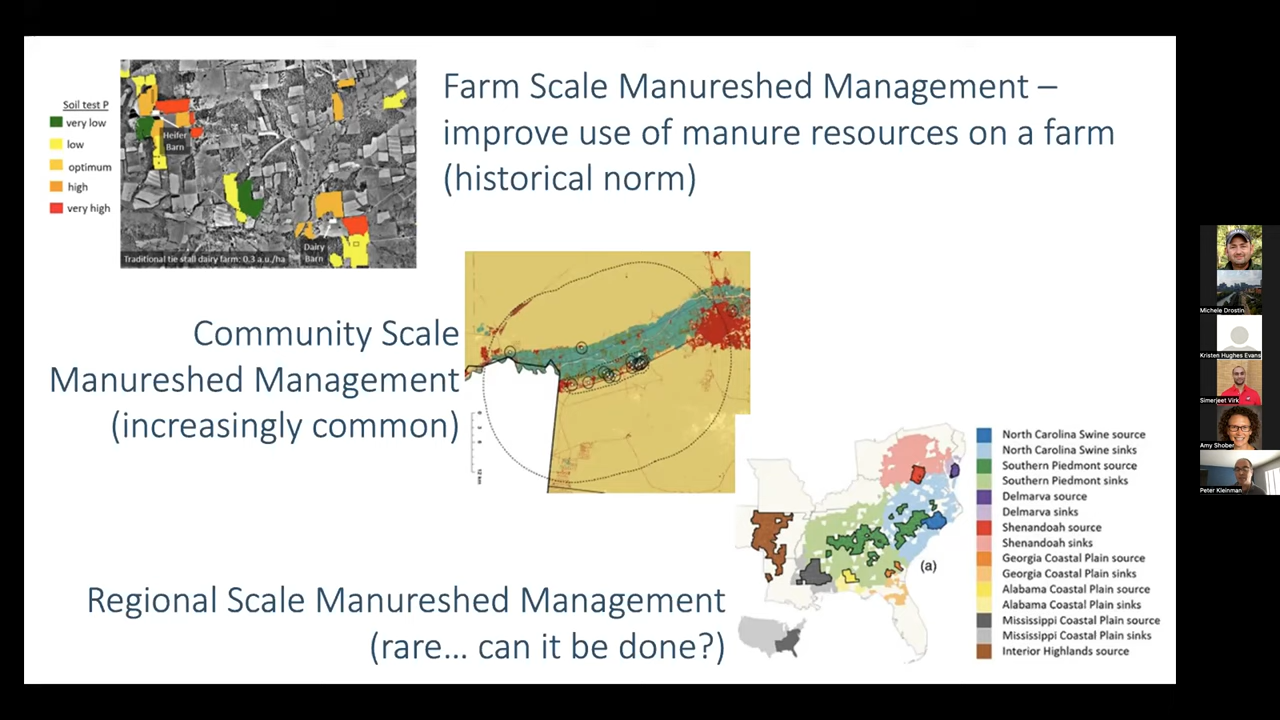 Farm Scale Manureshed Management –
improve use of manure resources on a farm
(historical norm)
Soil test P
very low
low
optimum
high
very high
Heifer
Barn
Dairy
Barn
Traditional tie stall dairy farm: 0.3 a.u./ha
Community Scale
Manureshed Management
(increasingly common)
Regional Scale Manureshed Management
(rare... can it be done?)
(a)
North Carolina Swine source
North Carolina Swine sinks
Southern Piedmont source
Southern Piedmont sinks
Delmarva source
Delmarva sinks
Shenandoah source
Shenandoah sinks
Georgia Coastal Plain source
Georgia Coastal Plain sinks
Alabama Coastal Plain source
Alabama Coastal Plain sinks
Mississippi Coastal Plain source
Mississippi Coastal Plain sinks
Interior Highlands source
Michele Drostin
Kristen Hughes Evans
Simerjeet Virk
Amy Shober
Peter Kleinman